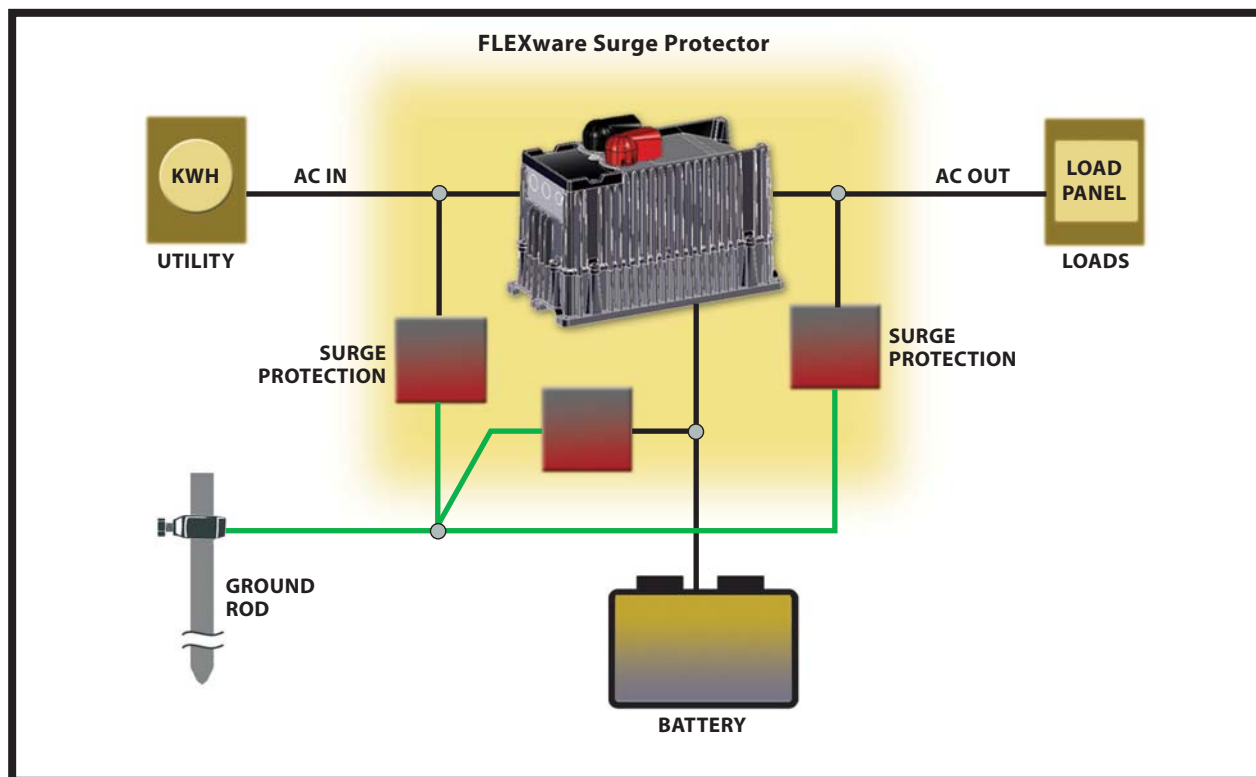 FLEXware Surge Protector
KWH
AC IN
AC OUT
LOAD
PANEL
UTILITY
LOADS
SURGE
PROTECTION
SURGE
PROTECTION
GROUND
ROD
BATTERY